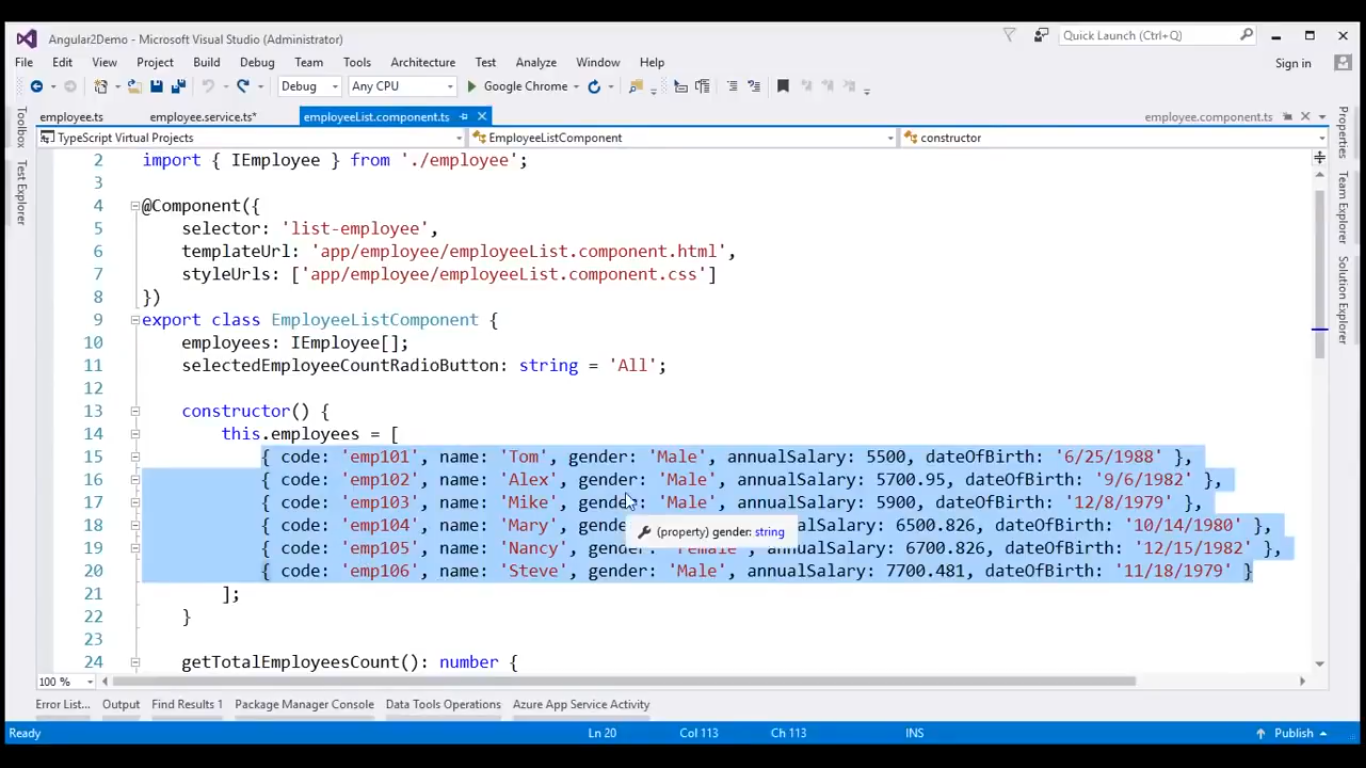 Angular2Demo - Microsoft Visual Studio (Administrator)
Quick Launch (Ctrl+Q)
File Edit View Project Build Debug Team Tools Architecture Test Analyze Window Help
Sign in
Debug Any CPU Google Chrome
employee.ts employee.service.ts* employeeList.component.ts employee.component.ts
TypeScript Virtual Projects EmployeeListComponent constructor
Toolbox
Test Explorer
Properties
Team Explorer
Solution Explorer
2 import { IEmployee } from './employee';
3
4 @Component({
5 selector: 'list-employee',
6 templateUrl: 'app/employee/employeeList.component.html',
7 styleUrls: ['app/employee/employeeList.component.css']
8 })
9 export class EmployeeListComponent {
10 employees: IEmployee[];
11 selectedEmployeeCountRadioButton: string = 'All';
12
13 constructor() {
14 this.employees = [
15 { code: 'emp101', name: 'Tom', gender: 'Male', annualSalary: 5500, dateOfBirth: '6/25/1988' },
16 { code: 'emp102', name: 'Alex', gender: 'Male', annualSalary: 5700.95, dateOfBirth: '9/6/1982' },
17 { code: 'emp103', name: 'Mike', gender: 'Male', annualSalary: 5900, dateOfBirth: '12/8/1979' },
18 { code: 'emp104', name: 'Mary', 6500.826, dateOfBirth: '10/14/1980' },
(property) gender: string
19 { code: 'emp105', name: 'Nancy', gender: 'Female', annualSalary: 6700.826, dateOfBirth: '12/15/1982' },
20 { code: 'emp106', name: 'Steve', gender: 'Male', annualSalary: 7700.481, dateOfBirth: '11/18/1979' }
21 ];
22 }
23
24 getTotalEmployeesCount(): number {
100 %
Error List... Output Find Results 1 Package Manager Console Data Tools Operations Azure App Service Activity
Ready Ln 20 Col 113 Ch 113 INS Publish